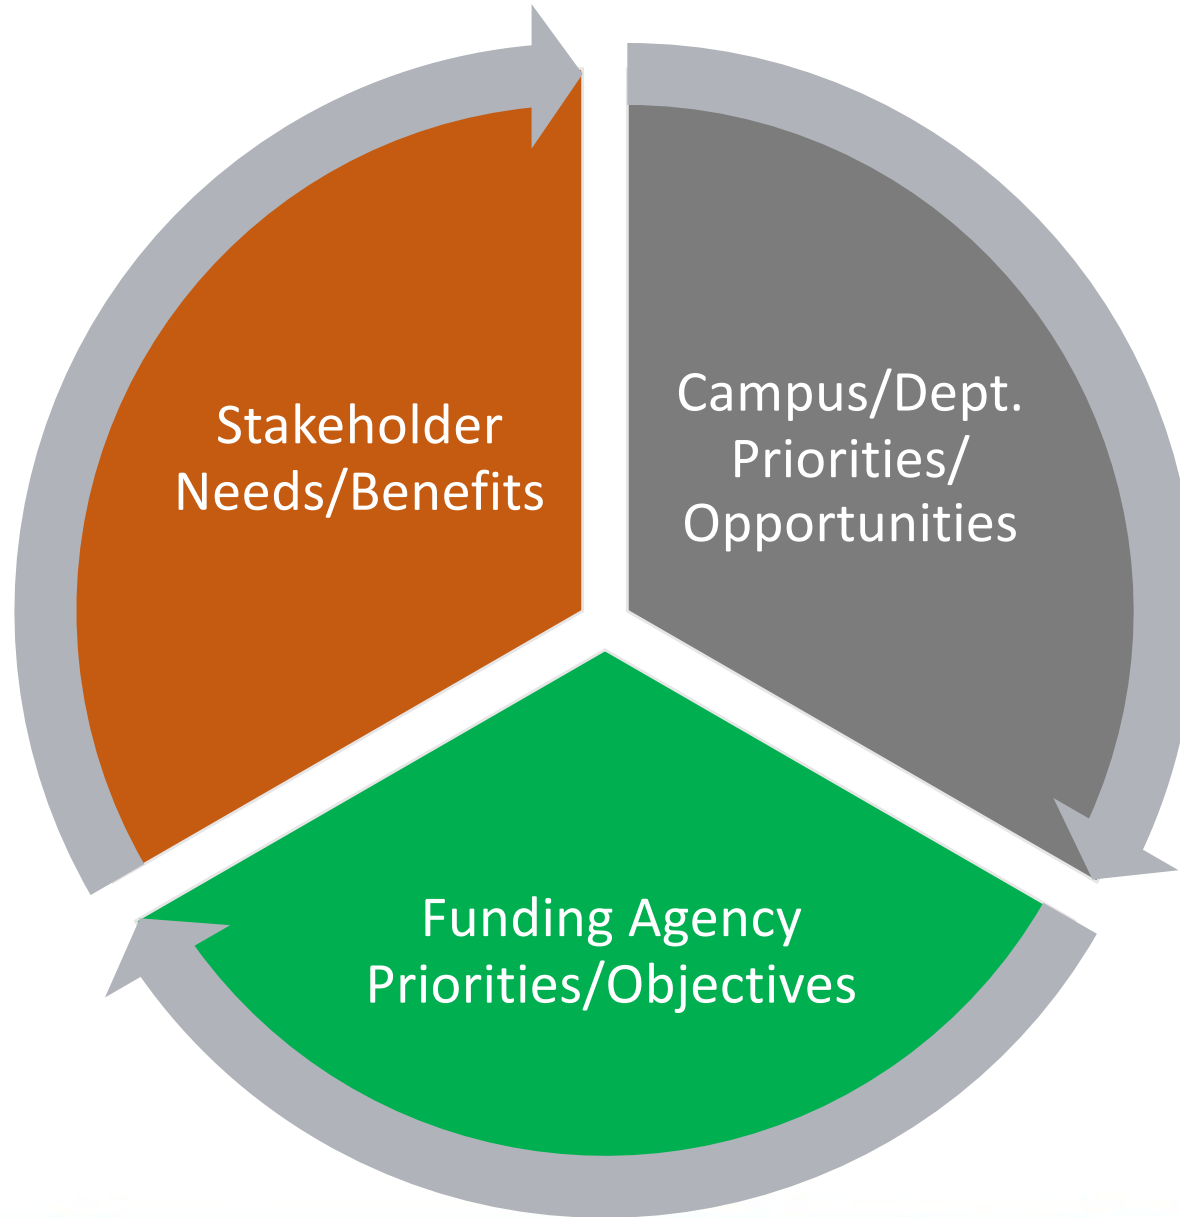 Stakeholder
Needs/Benefits
Campus/Dept.
Priorities/
Opportunities
Funding Agency
Priorities/Objectives